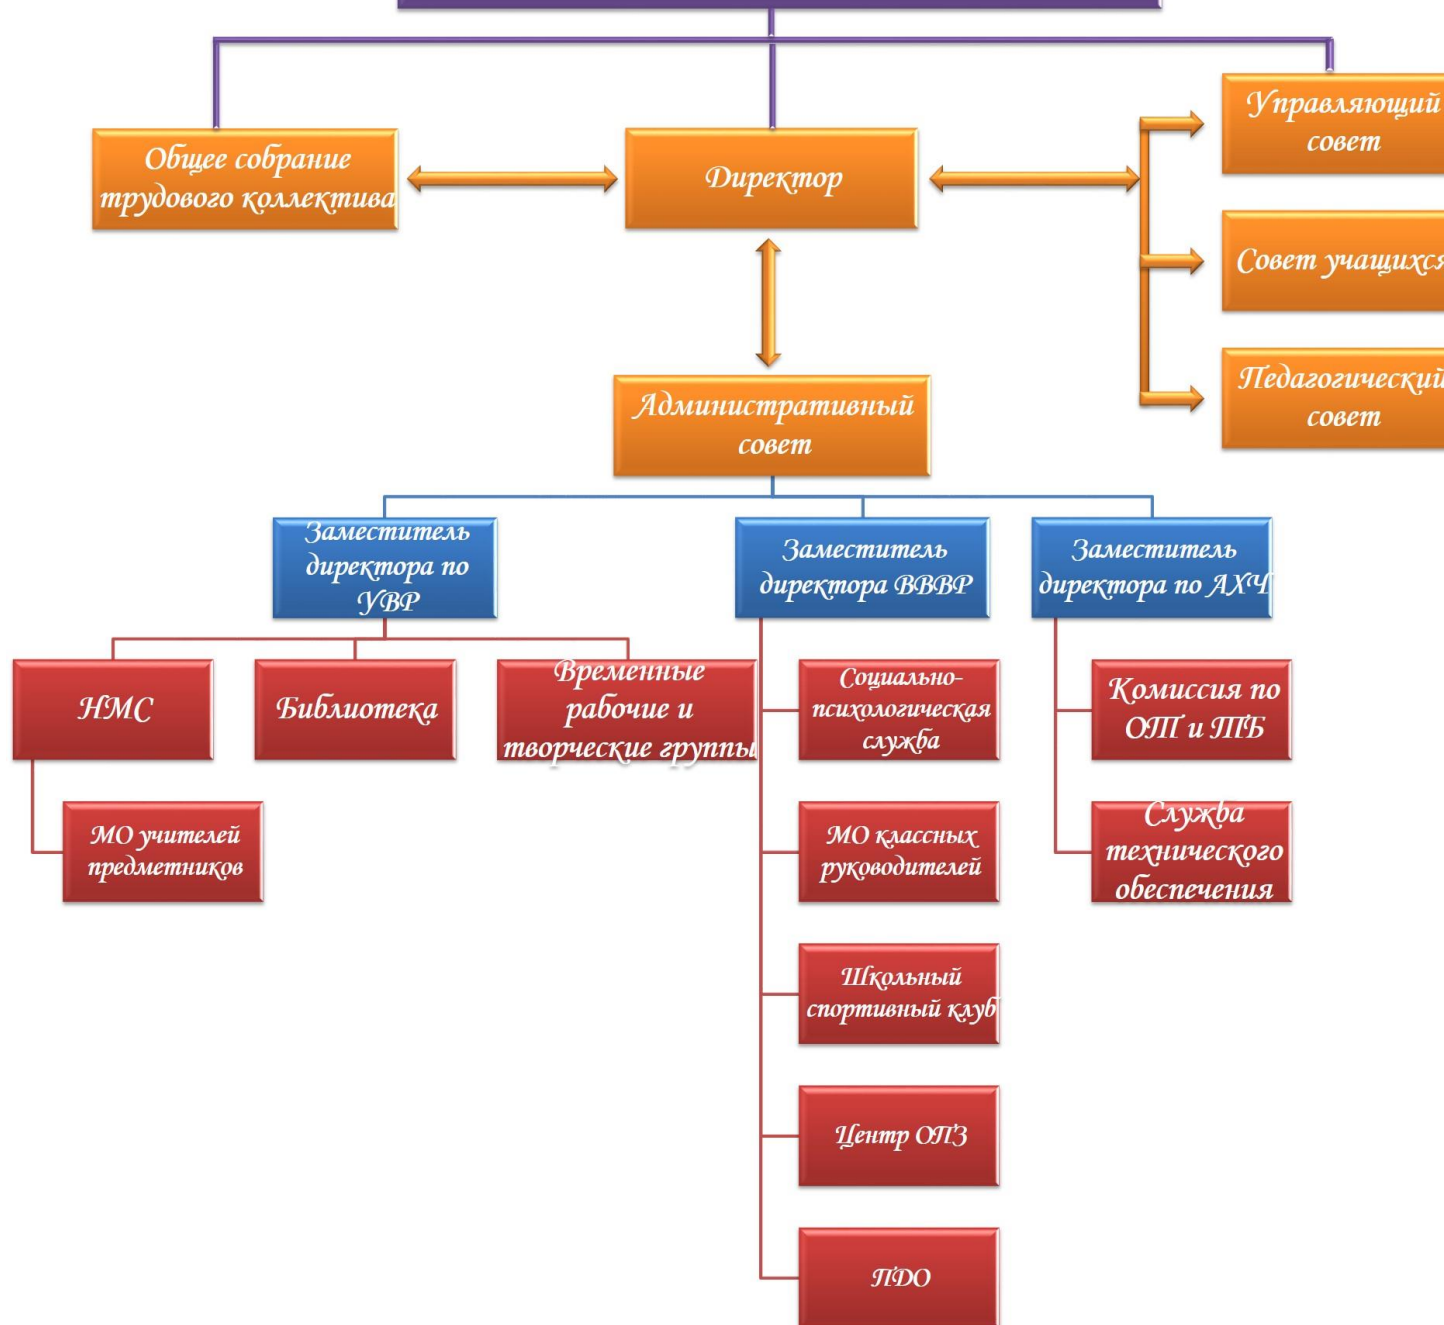 Общее собрание
трудового коллектива
Директор
Управляющий
совет
Совет учащихся
Педагогический
совет
Административный
совет
Заместитель
директора по
УВР
Заместитель
директора ВВВР
Заместитель
директора по АХЧ
НМС
Библиотека
Временные
рабочие и
творческие группы
Социально-
психологическая
служба
Комиссия по
ОТ и ТБ
МО учителей
предметников
МО классных
руководителей
Служба
технического
обеспечения
Школьный
спортивный клуб
Центр ОПЗ
ПДО